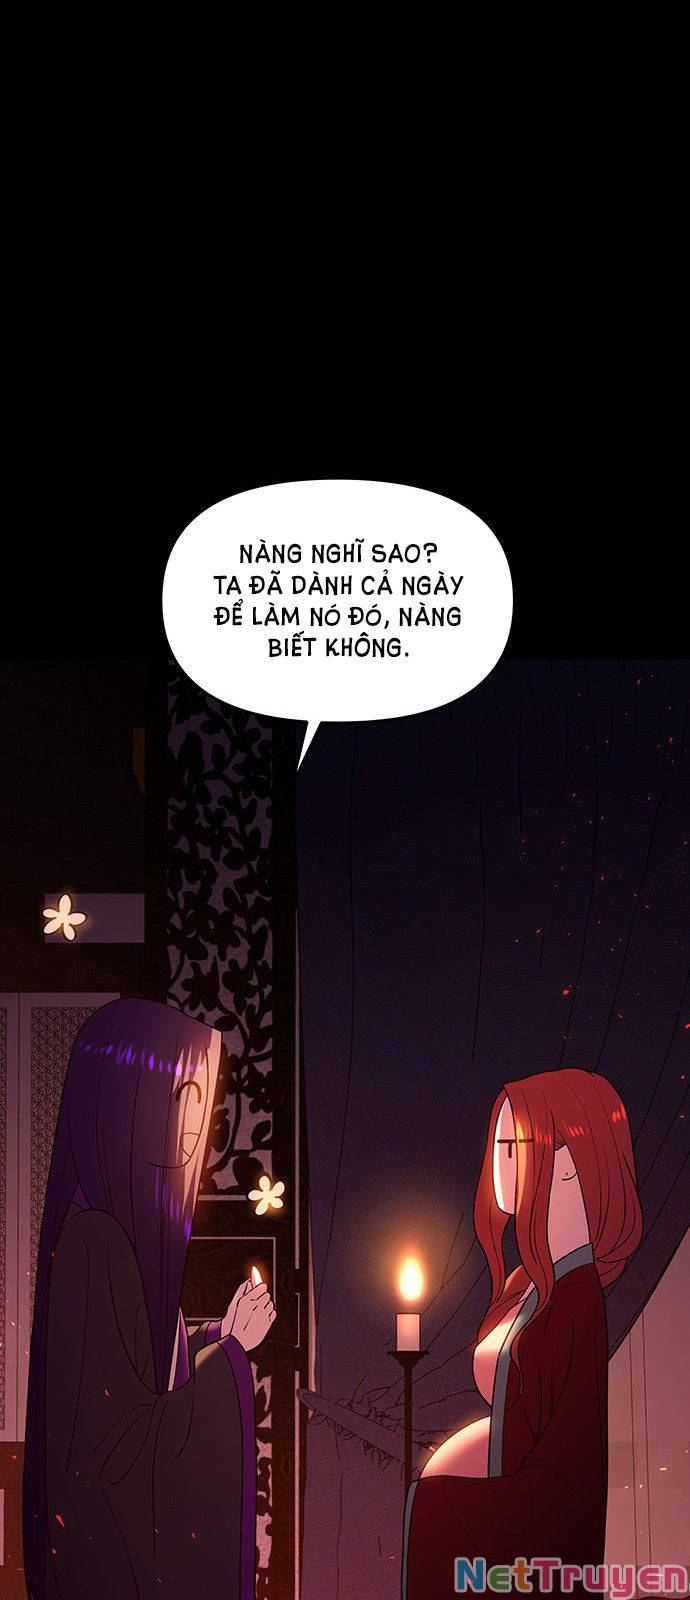 NÀNG NGHĨ SAO?
TA ĐÃ DÀNH CẢ NGÀY
ĐỂ LÀM NÓ ĐÓ, NÀNG
BIẾT KHÔNG.
NetTruyen